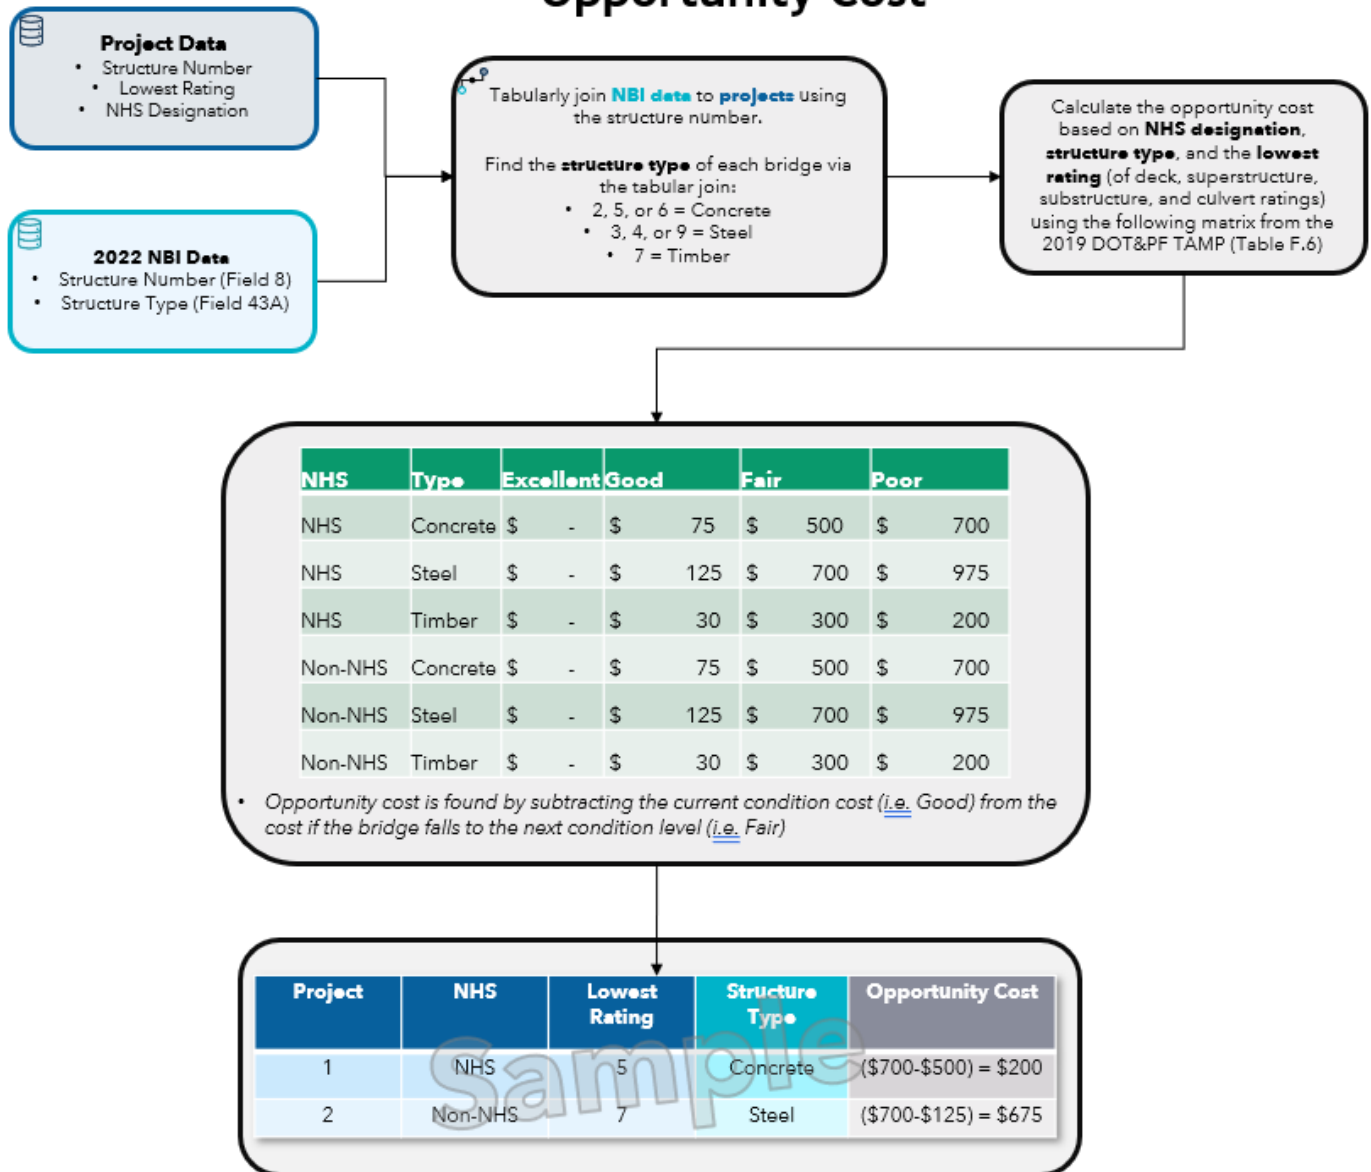 Opportunity Cost
Project Data
• Structure Number
• Lowest Rating
• NHS Designation
2022 NBI Data
• Structure Number (Field 8)
• Structure Type (Field 43A)
Tabularly join NBI data to projects using
the structure number.
Find the structure type of each bridge via
the tabular join:
• 2, 5, or 6 = Concrete
• 3, 4, or 9 = Steel
• 7 = Timber
Calculate the opportunity cost
based on NHS designation,
structure type, and the lowest
rating (of deck, superstructure,
substructure, and culvert ratings)
using the following matrix from the
2019 DOT&PF TAMP (Table F.6)
NHS Type Excellent Good Fair Poor
NHS Concrete $ - $ 75 $ 500 $ 700
NHS Steel $ - $ 125 $ 700 $ 975
NHS Timber $ - $ 30 $ 300 $ 200
Non-NHS Concrete $ - $ 75 $ 500 $ 700
Non-NHS Steel $ - $ 125 $ 700 $ 975
Non-NHS Timber $ - $ 30 $ 300 $ 200
• Opportunity cost is found by subtracting the current condition cost (i.e. Good) from the
cost if the bridge falls to the next condition level (i.e. Fair)
Project NHS Lowest Rating Structure Type Opportunity Cost
1 NHS 5 Concrete ($700-$500) = $200
2 Non-NHS 7 Steel ($700-$125) = $675
Sample